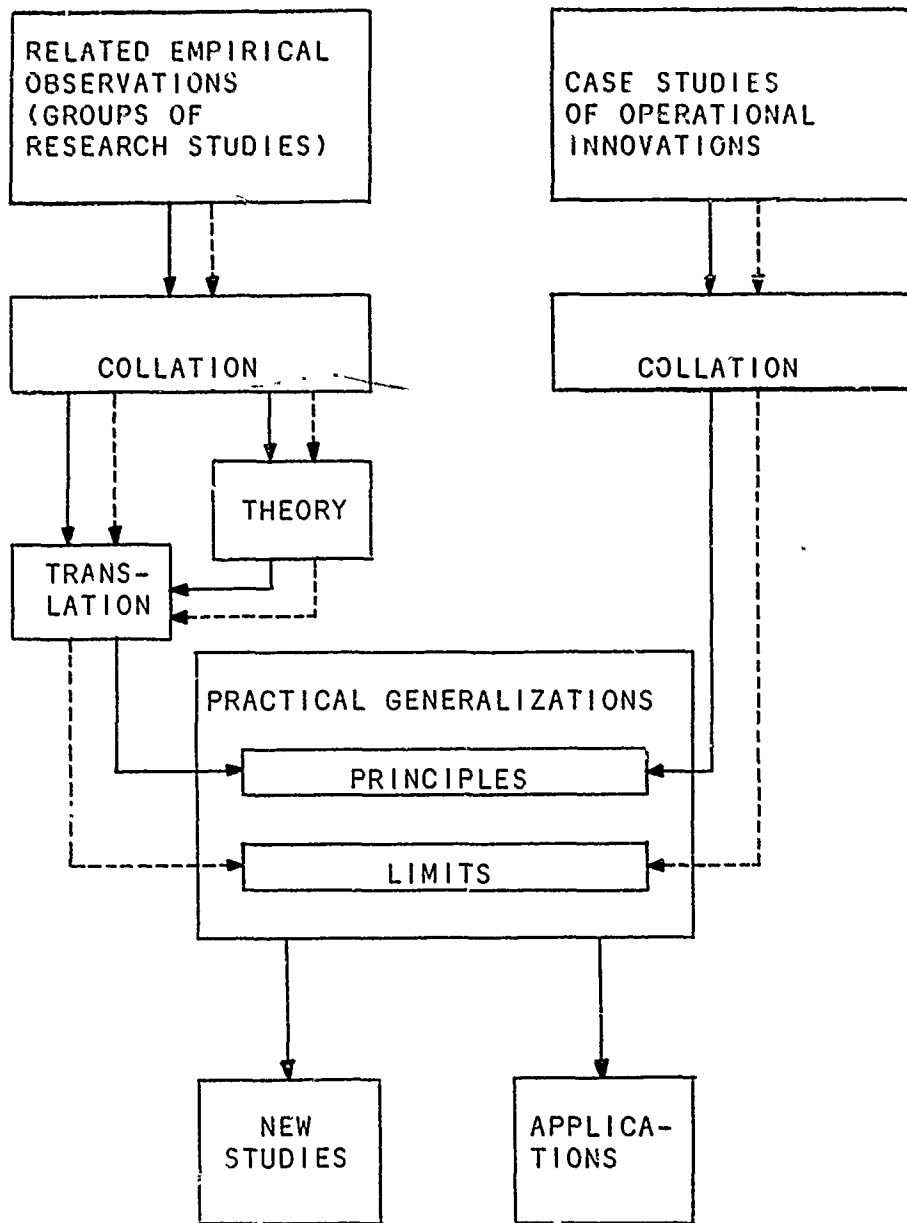 RELATED EMPIRICAL
OBSERVATIONS
(GROUPS OF
RESEARCH STUDIES)
CASE STUDIES
OF OPERATIONAL
INNOVATIONS
COLLATION
COLLATION
THEORY
TRANS-
LATION
PRACTICAL GENERALIZATIONS
PRINCIPLES
LIMITS
NEW
STUDIES
APPLICA-
TIONS